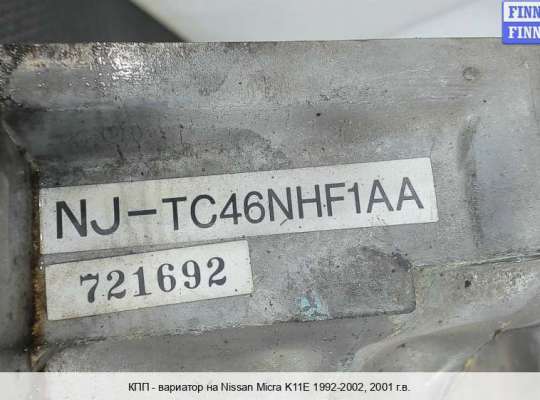 FINN
FINN
NJ-TC46NHF1AA
721692
КПП - вариатор на Nissan Micra K11E 1992-2002, 2001 г.в.